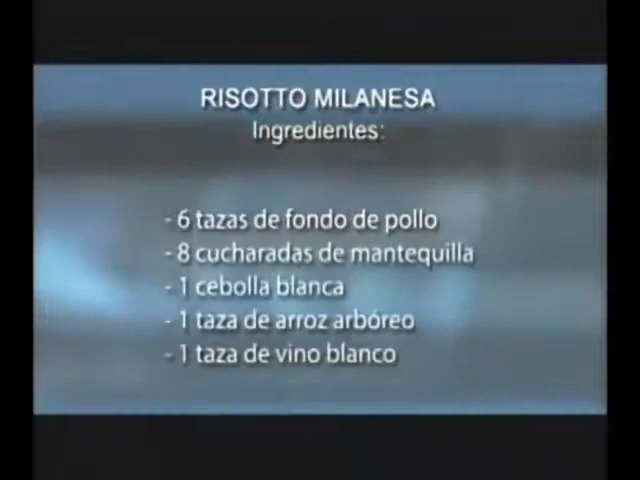 RISOTTO MILANESA
Ingredientes:
- 6 tazas de fondo de pollo
- 8 cucharadas de mantequilla
- 1 cebolla blanca
- 1 taza de arroz arbóreo
- 1 taza de vino blanco